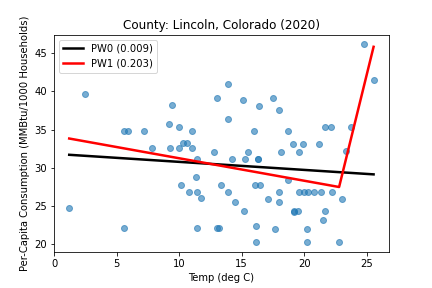 County: Lincoln, Colorado (2020)
PW0 (0.009)
PW1 (0.203)
Per-Capita Consumption (MMBtu/1000 Households)
45
40
35
30
25
20
0 5 10 15 20 25
Temp (deg C)